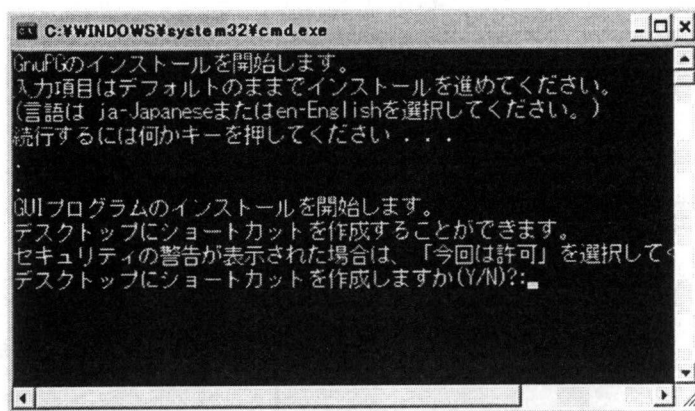 C:¥WINDOWS¥system32¥cmd.exe
GnuPGのインストールを開始します。
入力項目はデフォルトのままでインストールを進めてください。
(言語は ja-Japaneseまたはen-Englishを選択してください。)
続行するには何かキーを押してください . . .
.
.
GUIプログラムのインストールを開始します。
デスクトップにショートカットを作成することができます。
セキュリティの警告が表示された場合は、「今回は許可」を選択してく
デスクトップにショートカットを作成しますか(Y/N)?: